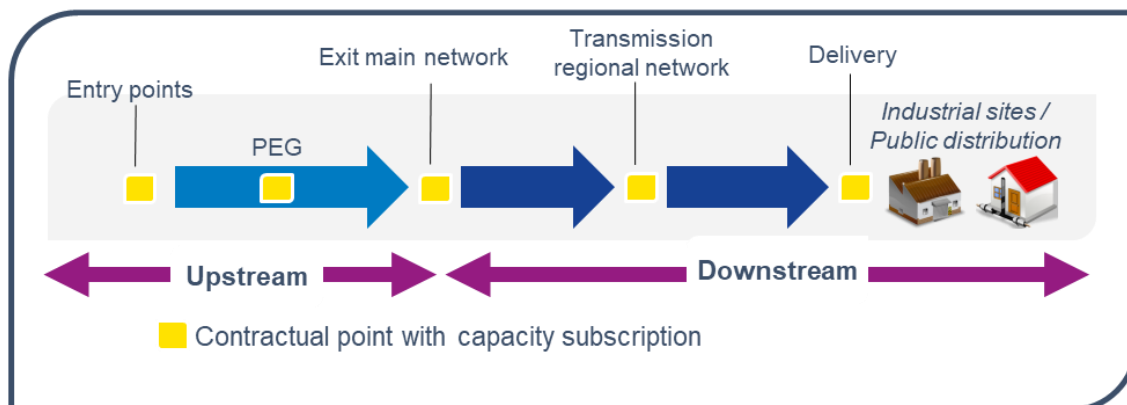 Transmission
regional network
Exit main network
Delivery
Entry points
Industrial sites /
Public distribution
PEG
Upstream
Downstream
Contractual point with capacity subscription